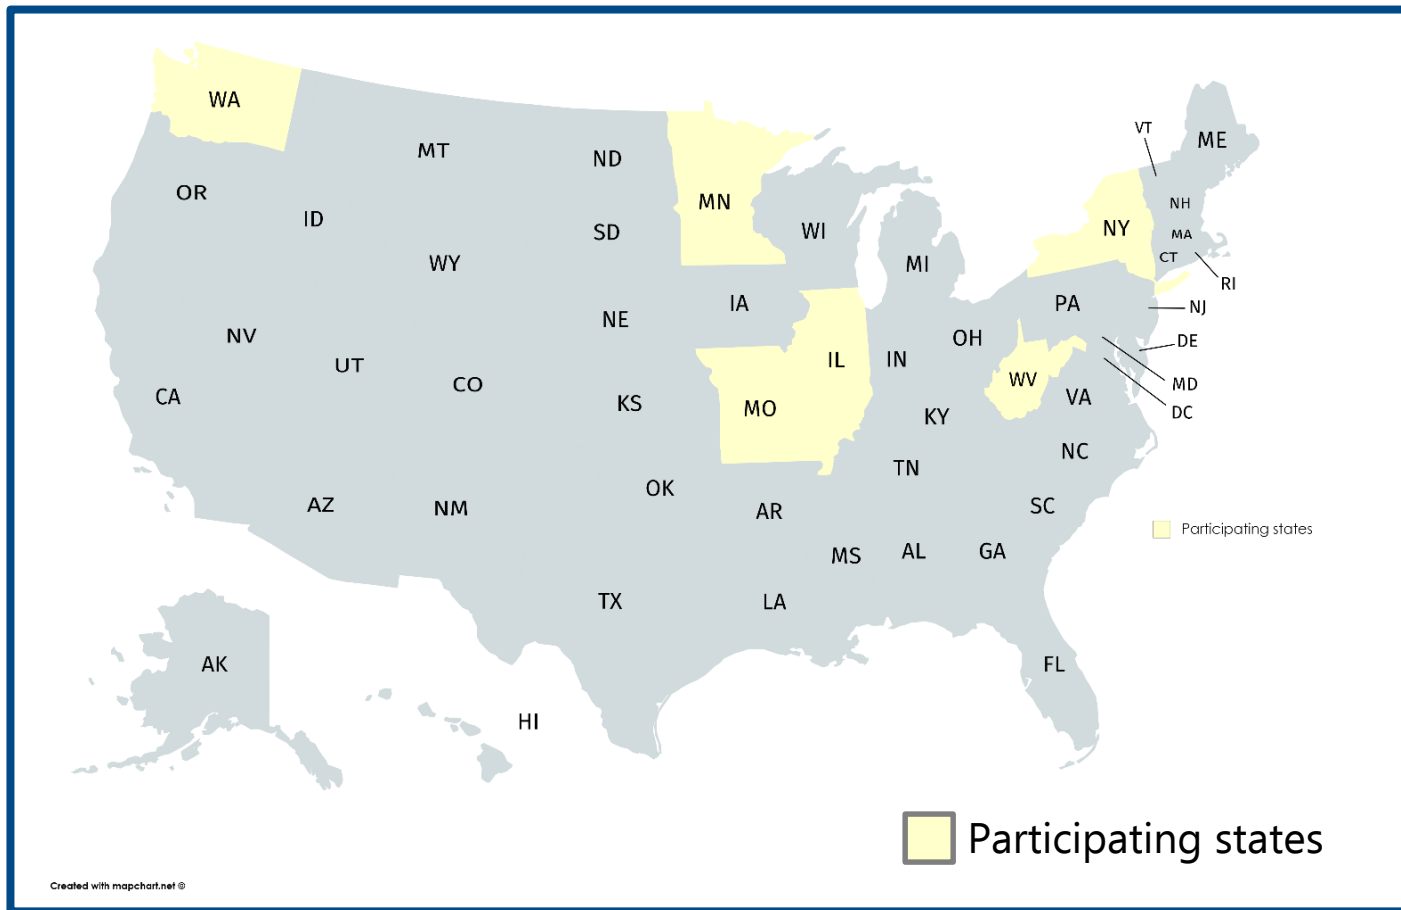 WA
MT
ND
MN
VT
ME
OR
ID
SD
WI
NH
NY
MA
CT
WY
MI
RI
NE
IA
PA
NJ
NV
UT
CO
IL
IN
OH
DE
CA
KS
MO
KY
WV
VA
MD
DC
NC
TN
AZ
NM
OK
AR
SC
MS
AL
GA
Participating states
TX
LA
AK
FL
HI
Participating states
Created with mapchart.net ©